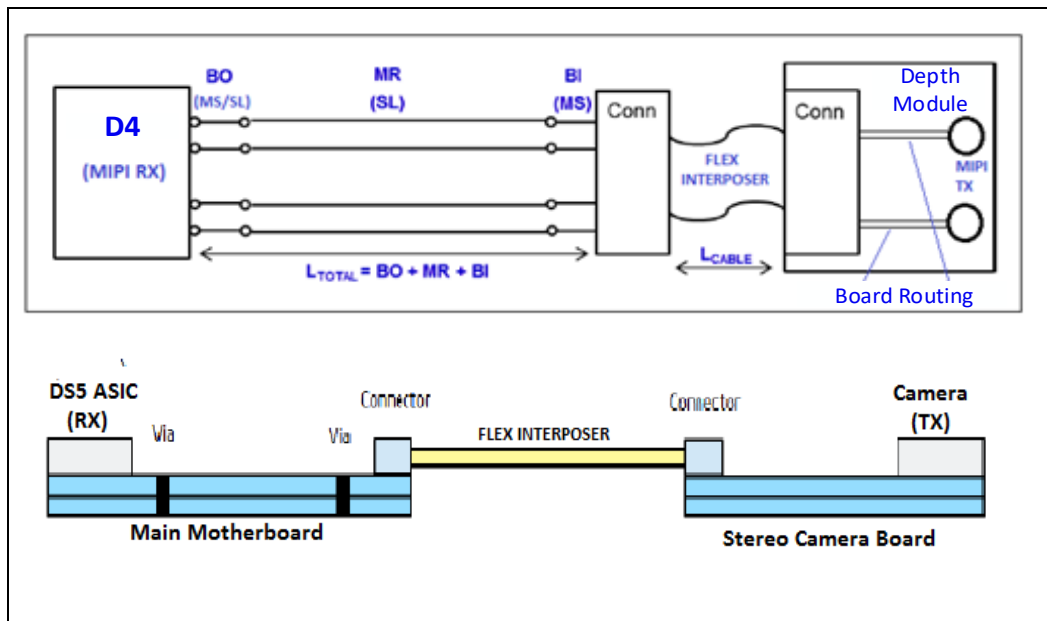 BO
(MS/SL)
MR
(SL)
BI
(MS)
Depth
Module
D4
(MIPI RX)
Conn
Conn
FLEX
INTERPOSER
MIPI
TX
LTOTAL = BO + MR + BI
LCABLE
Board Routing
DS5 ASIC
(RX)
Via
Via
Connector
FLEX INTERPOSER
Connector
Camera
(TX)
Main Motherboard
Stereo Camera Board